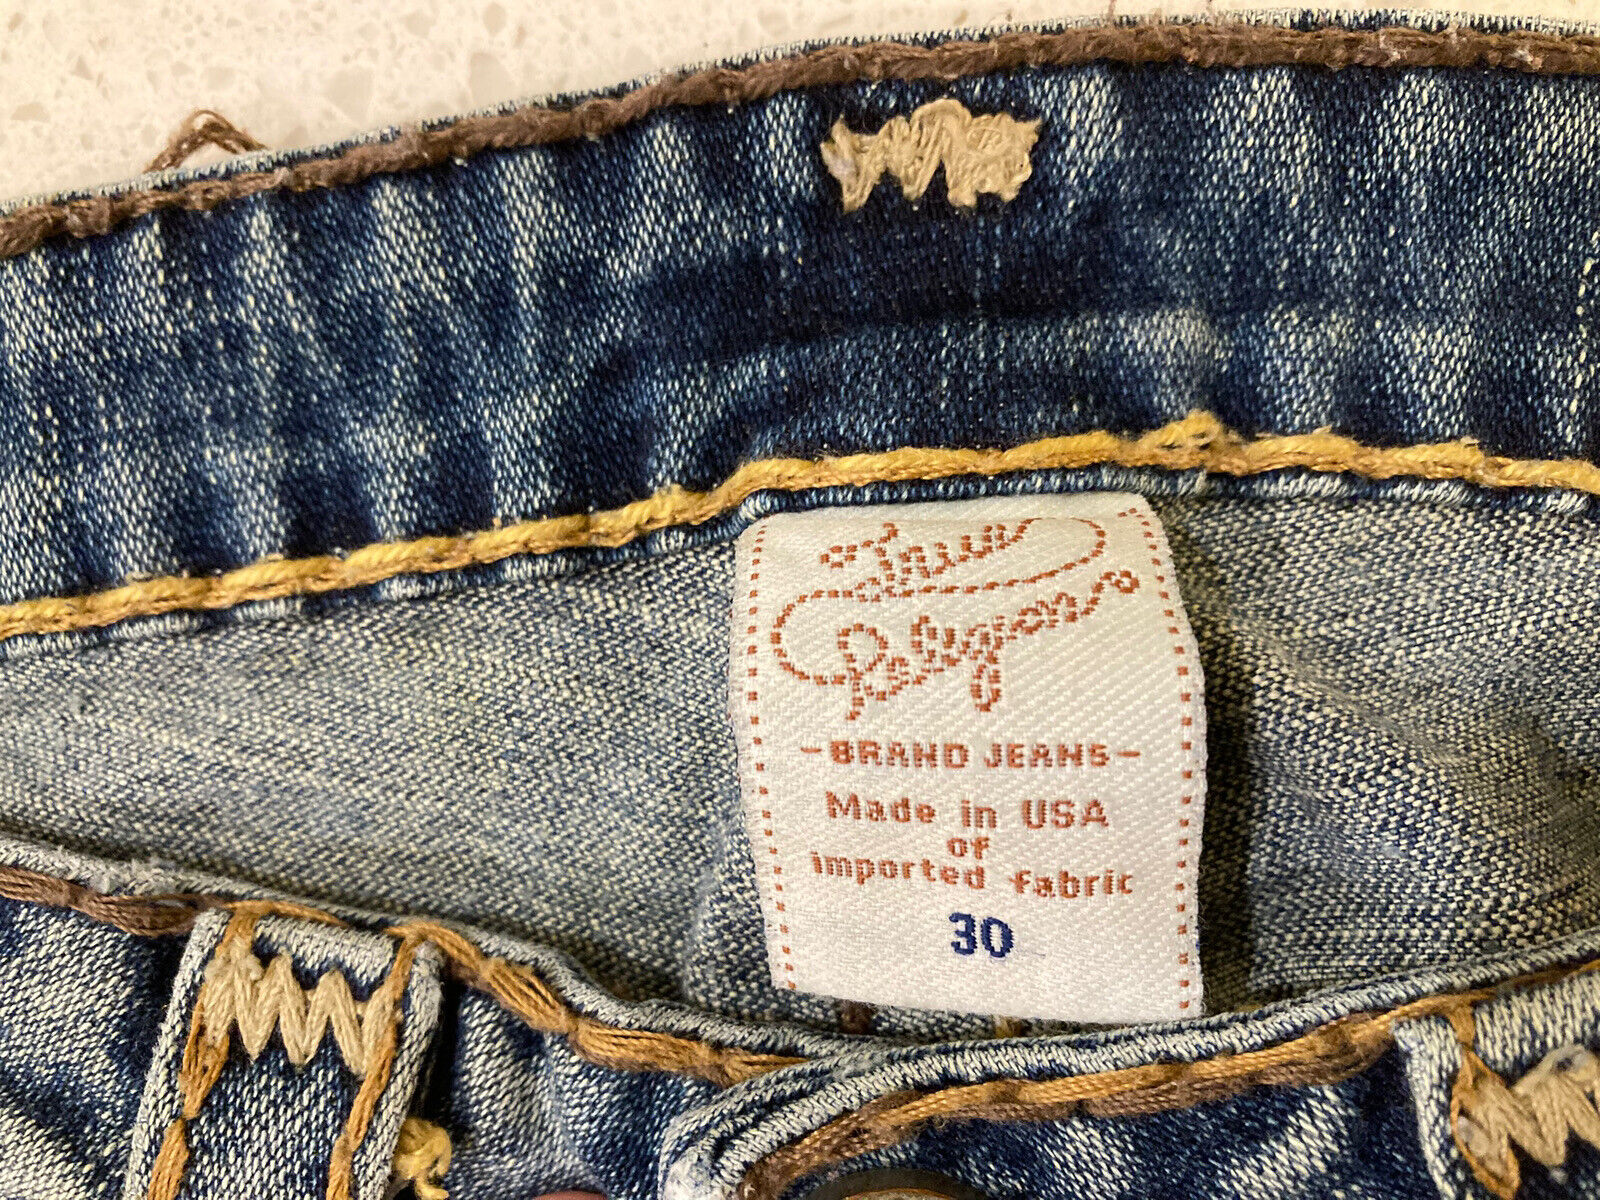 True
Religion
-BRAND JEANS-
Made in USA
of
imported fabric
30